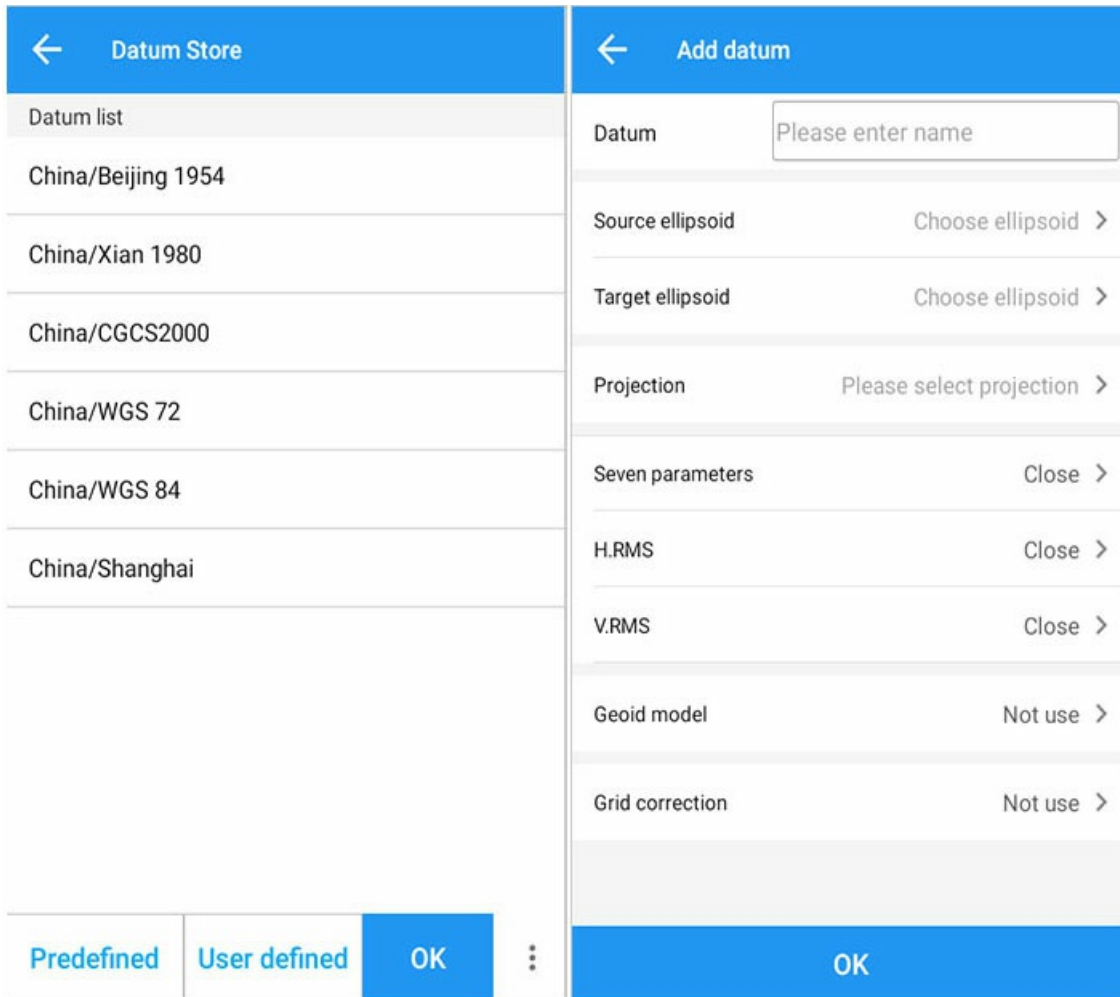 Datum Store
Datum list
China/Beijing 1954
China/Xian 1980
China/CGCS2000
China/WGS 72
China/WGS 84
China/Shanghai
Predefined
User defined
OK
Add datum
Datum Please enter name
Source ellipsoid Choose ellipsoid
Target ellipsoid Choose ellipsoid
Projection Please select projection
Seven parameters Close
H.RMS Close
V.RMS Close
Geoid model Not use
Grid correction Not use
OK